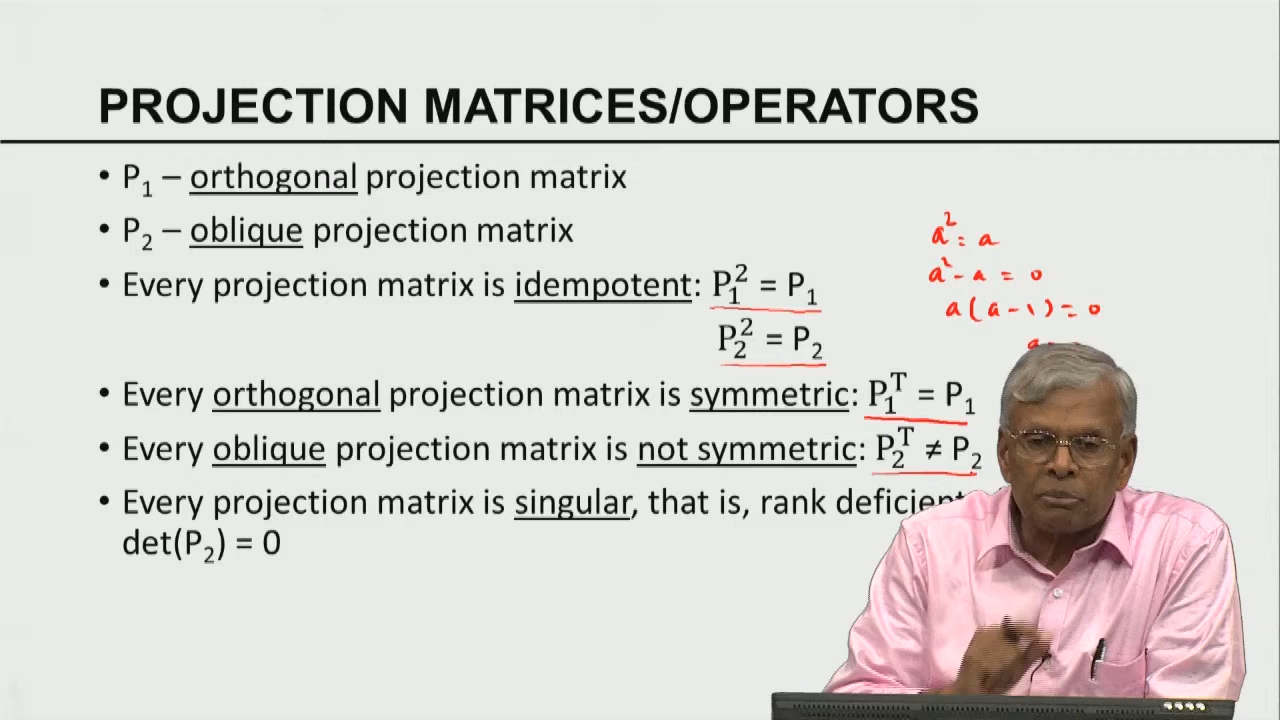 PROJECTION MATRICES/OPERATORS
• P₁ – orthogonal projection matrix
• P₂ – oblique projection matrix
• Every projection matrix is idempotent: P₁² = P₁
P₂² = P₂
• Every orthogonal projection matrix is symmetric: P₁ᵀ = P₁
• Every oblique projection matrix is not symmetric: P₂ᵀ ≠ P₂
• Every projection matrix is singular, that is, rank deficient
det(P₂) = 0
a² = a
a² - a = 0
a(a-1) = 0